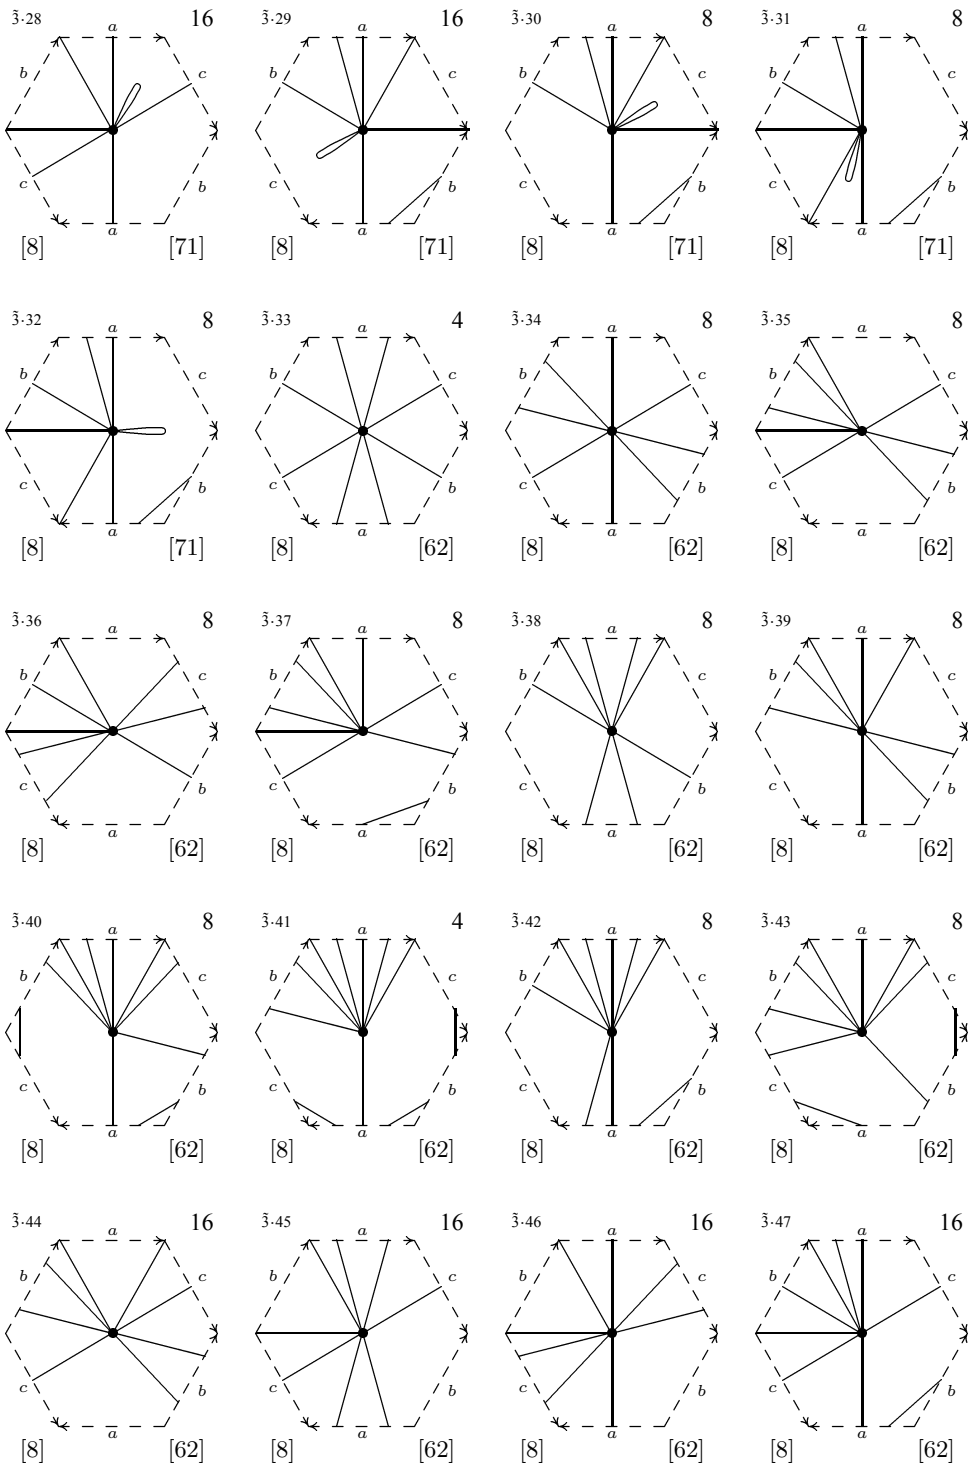 3̃·28 16 3̃·29 16 3̃·30 8 3̃·31 8
a a a a
b c b c b c b c
c b c b c b c b
a a a a
[8] [71] [8] [71] [8] [71] [8] [71]
3̃·32 8 3̃·33 4 3̃·34 8 3̃·35 8
a a a a
b c b c b c b c
c b c b c b c b
a a a a
[8] [71] [8] [62] [8] [62] [8] [62]
3̃·36 8 3̃·37 8 3̃·38 8 3̃·39 8
a a a a
b c b c b c b c
c b c b c b c b
a a a a
[8] [62] [8] [62] [8] [62] [8] [62]
3̃·40 8 3̃·41 4 3̃·42 8 3̃·43 8
a a a a
b c b c b c b c
c b c b c b c b
a a a a
[8] [62] [8] [62] [8] [62] [8] [62]
3̃·44 16 3̃·45 16 3̃·46 16 3̃·47 16
a a a a
b c b c b c b c
c b c b c b c b
a a a a
[8] [62] [8] [62] [8] [62] [8] [62]